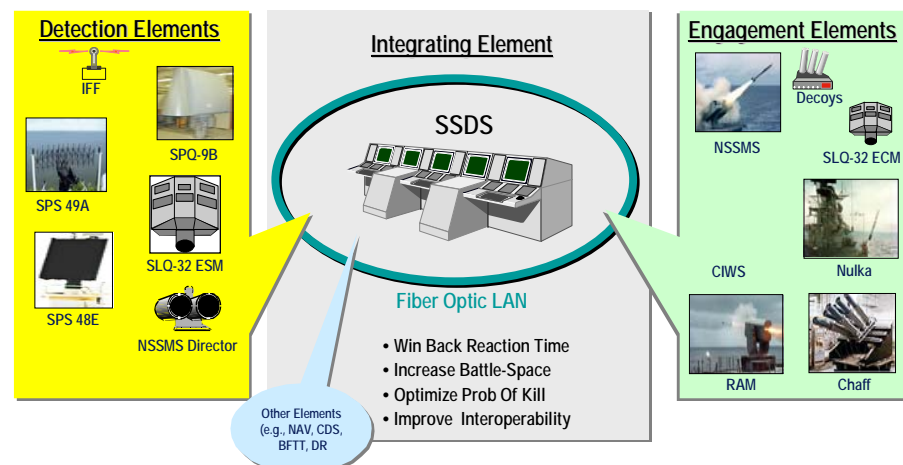 Detection Elements
IFF
SPQ-9B
SPS 49A
SLQ-32 ESM
SPS 48E
NSSMS Director
Integrating Element
SSDS
Fiber Optic LAN
• Win Back Reaction Time
• Increase Battle-Space
• Optimize Prob Of Kill
• Improve Interoperability
Other Elements
(e.g., NAV, CDS,
BFTT, DR
Engagement Elements
Decoys
NSSMS
SLQ-32 ECM
CIWS
Nulka
RAM
Chaff